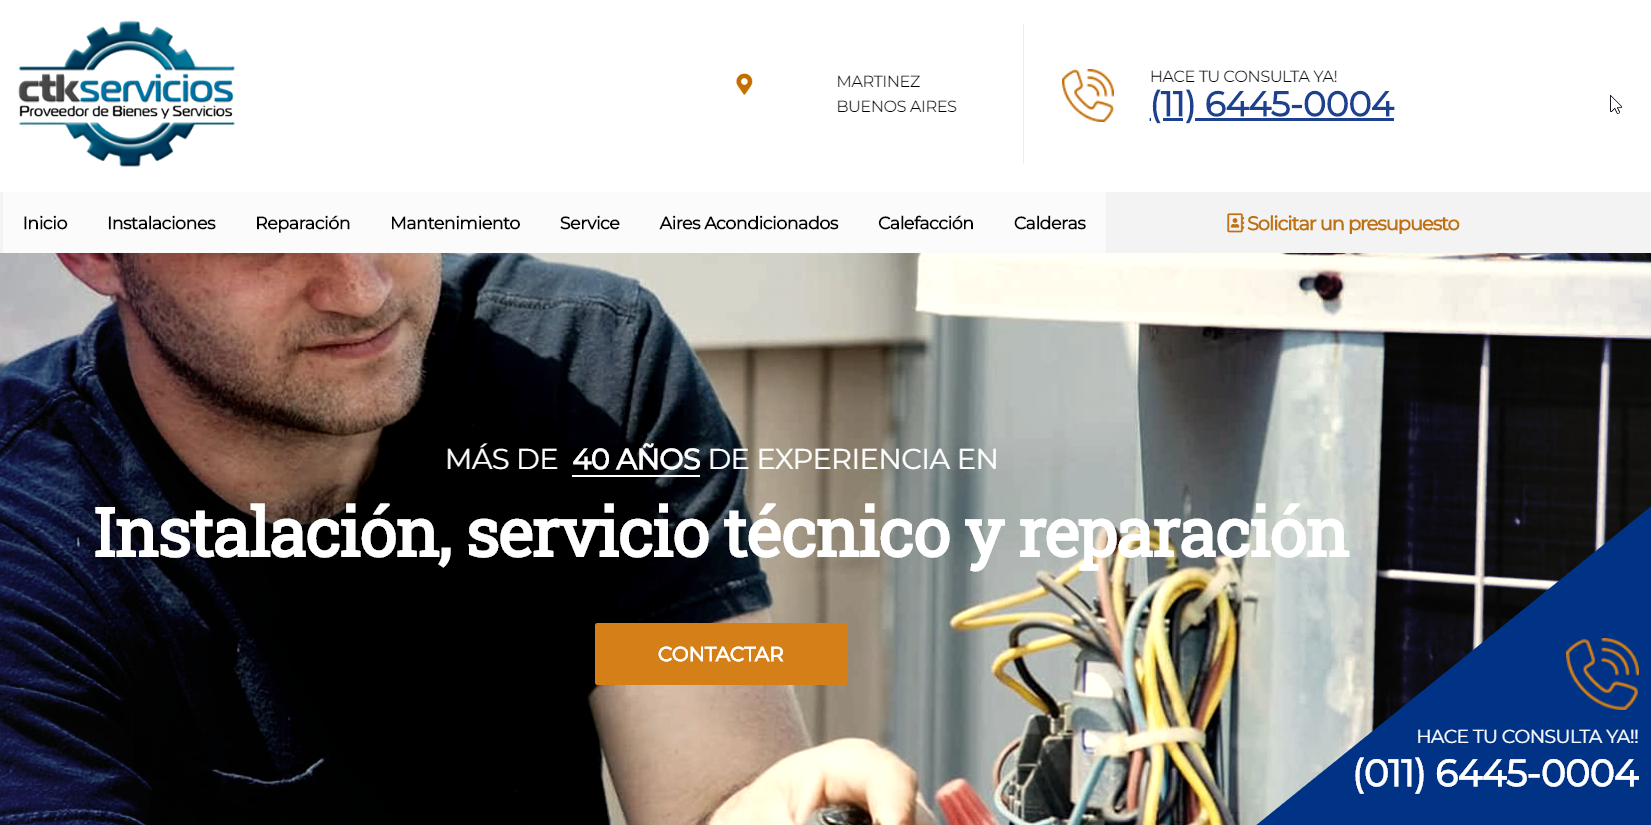 ctkservicios
Proveedor de Bienes y Servicios
MARTINEZ
BUENOS AIRES
HACE TU CONSULTA YA!
(11) 6445-0004
Inicio
Instalaciones
Reparación
Mantenimiento
Service
Aires Acondicionados
Calefacción
Calderas
Solicitar un presupuesto
MÁS DE 40 AÑOS DE EXPERIENCIA EN
Instalación, servicio técnico y reparación
CONTACTAR
HACE TU CONSULTA YA!!
(011) 6445-0004